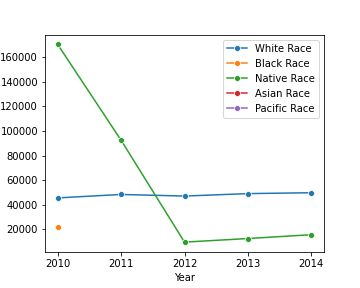 White Race
Black Race
Native Race
Asian Race
Pacific Race
160000
140000
120000
100000
80000
60000
40000
20000
2010 2011 2012 2013 2014
Year